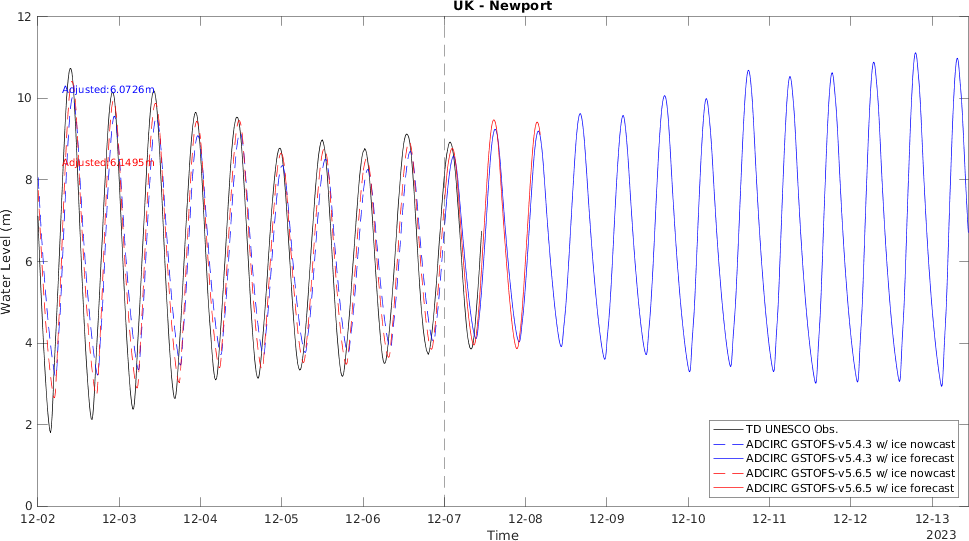 UK - Newport
Water Level (m)
12
10
8
6
4
2
0
Adjusted:6.0726m
Adjusted:6.1495m
TD UNESCO Obs.
ADCIRC GSTOFS-v5.4.3 w/ ice nowcast
ADCIRC GSTOFS-v5.4.3 w/ ice forecast
ADCIRC GSTOFS-v5.6.5 w/ ice nowcast
ADCIRC GSTOFS-v5.6.5 w/ ice forecast
12-02 12-03 12-04 12-05 12-06 12-07 12-08 12-09 12-10 12-11 12-12 12-13
Time
2023